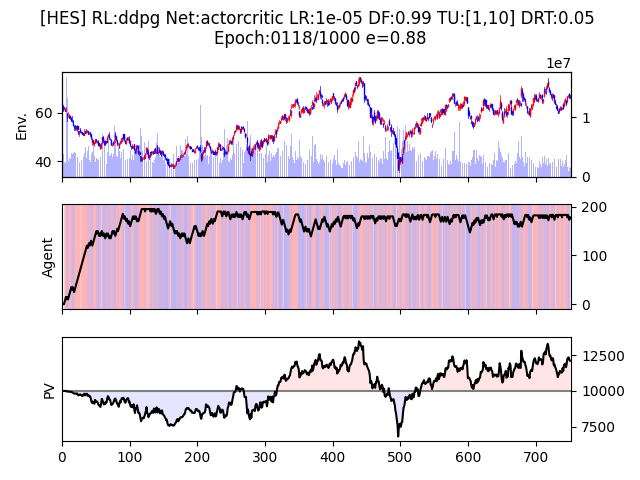 [HES] RL:ddpg Net:actorcritic LR:1e-05 DF:0.99 TU:[1,10] DRT:0.05
Epoch:0118/1000 e=0.88
1e7
Env.
60
40
1
0
Agent
200
100
0
PV
12500
10000
7500
0 100 200 300 400 500 600 700